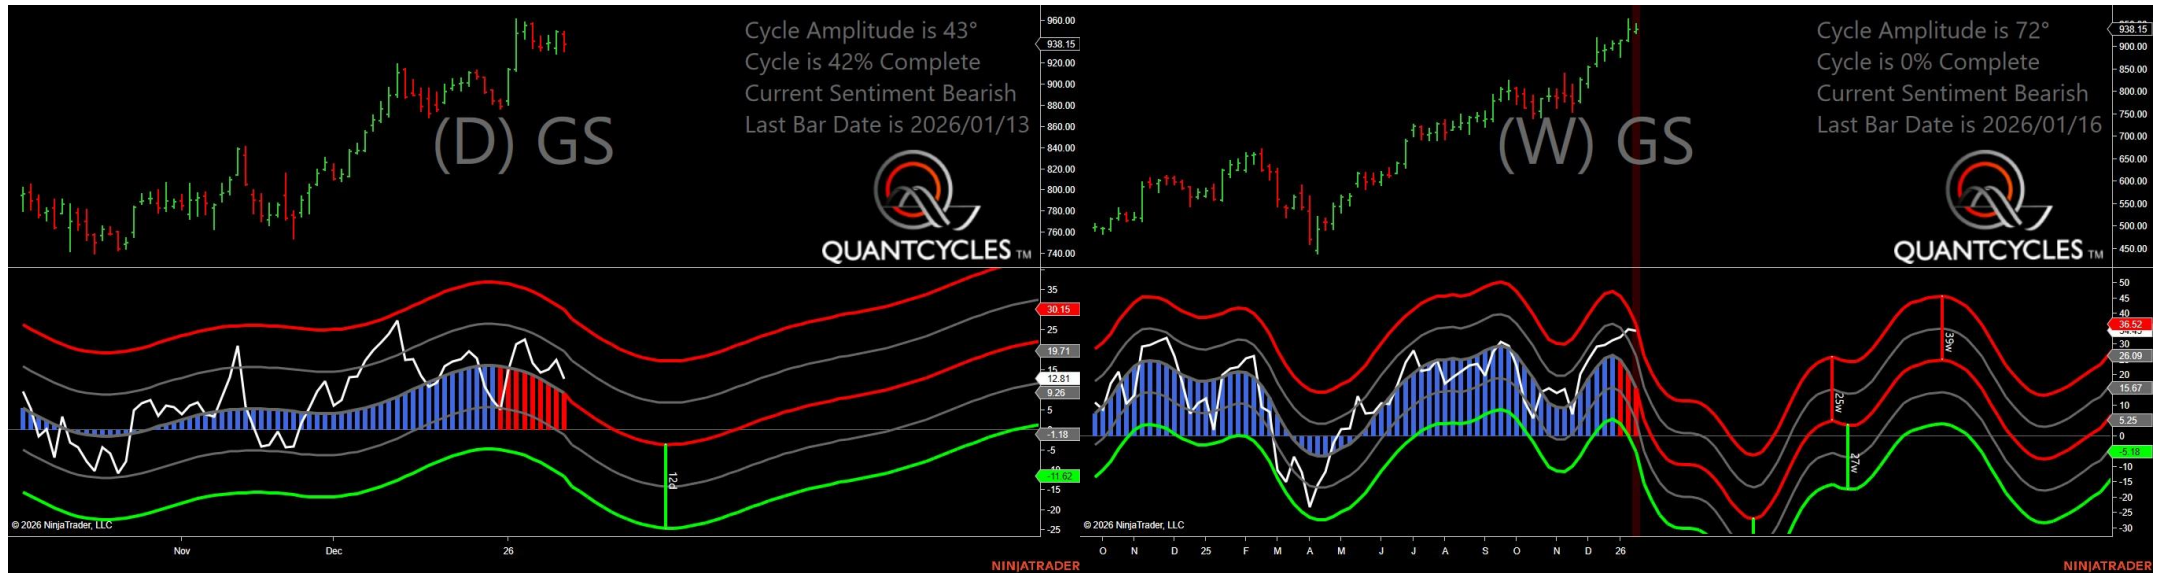 Cycle Amplitude is 43°
Cycle is 42% Complete
Current Sentiment Bearish
Last Bar Date is 2026/01/13
(D) GS
QUANTCYCLES TM
960.00
938.15
920.00
900.00
880.00
860.00
840.00
820.00
800.00
780.00
760.00
740.00
35
30.15
25
19.71
15
12.81
9.26
5
-1.18
-5
-11.62
-15
-20
-25
12d
© 2026 NinjaTrader, LLC
Nov
Dec
26
NINJATRADER
Cycle Amplitude is 72°
Cycle is 0% Complete
Current Sentiment Bearish
Last Bar Date is 2026/01/16
(W) GS
QUANTCYCLES TM
938.15
900.00
850.00
800.00
750.00
700.00
650.00
600.00
550.00
500.00
450.00
50
45
40
36.52
30
26.09
20
15.67
10
5.25
0
-5.18
-10
-15
-20
-25
-30
25w
27w
39w
© 2026 NinjaTrader, LLC
O N D 25 F M A M J J A S O N D 26
NINJATRADER